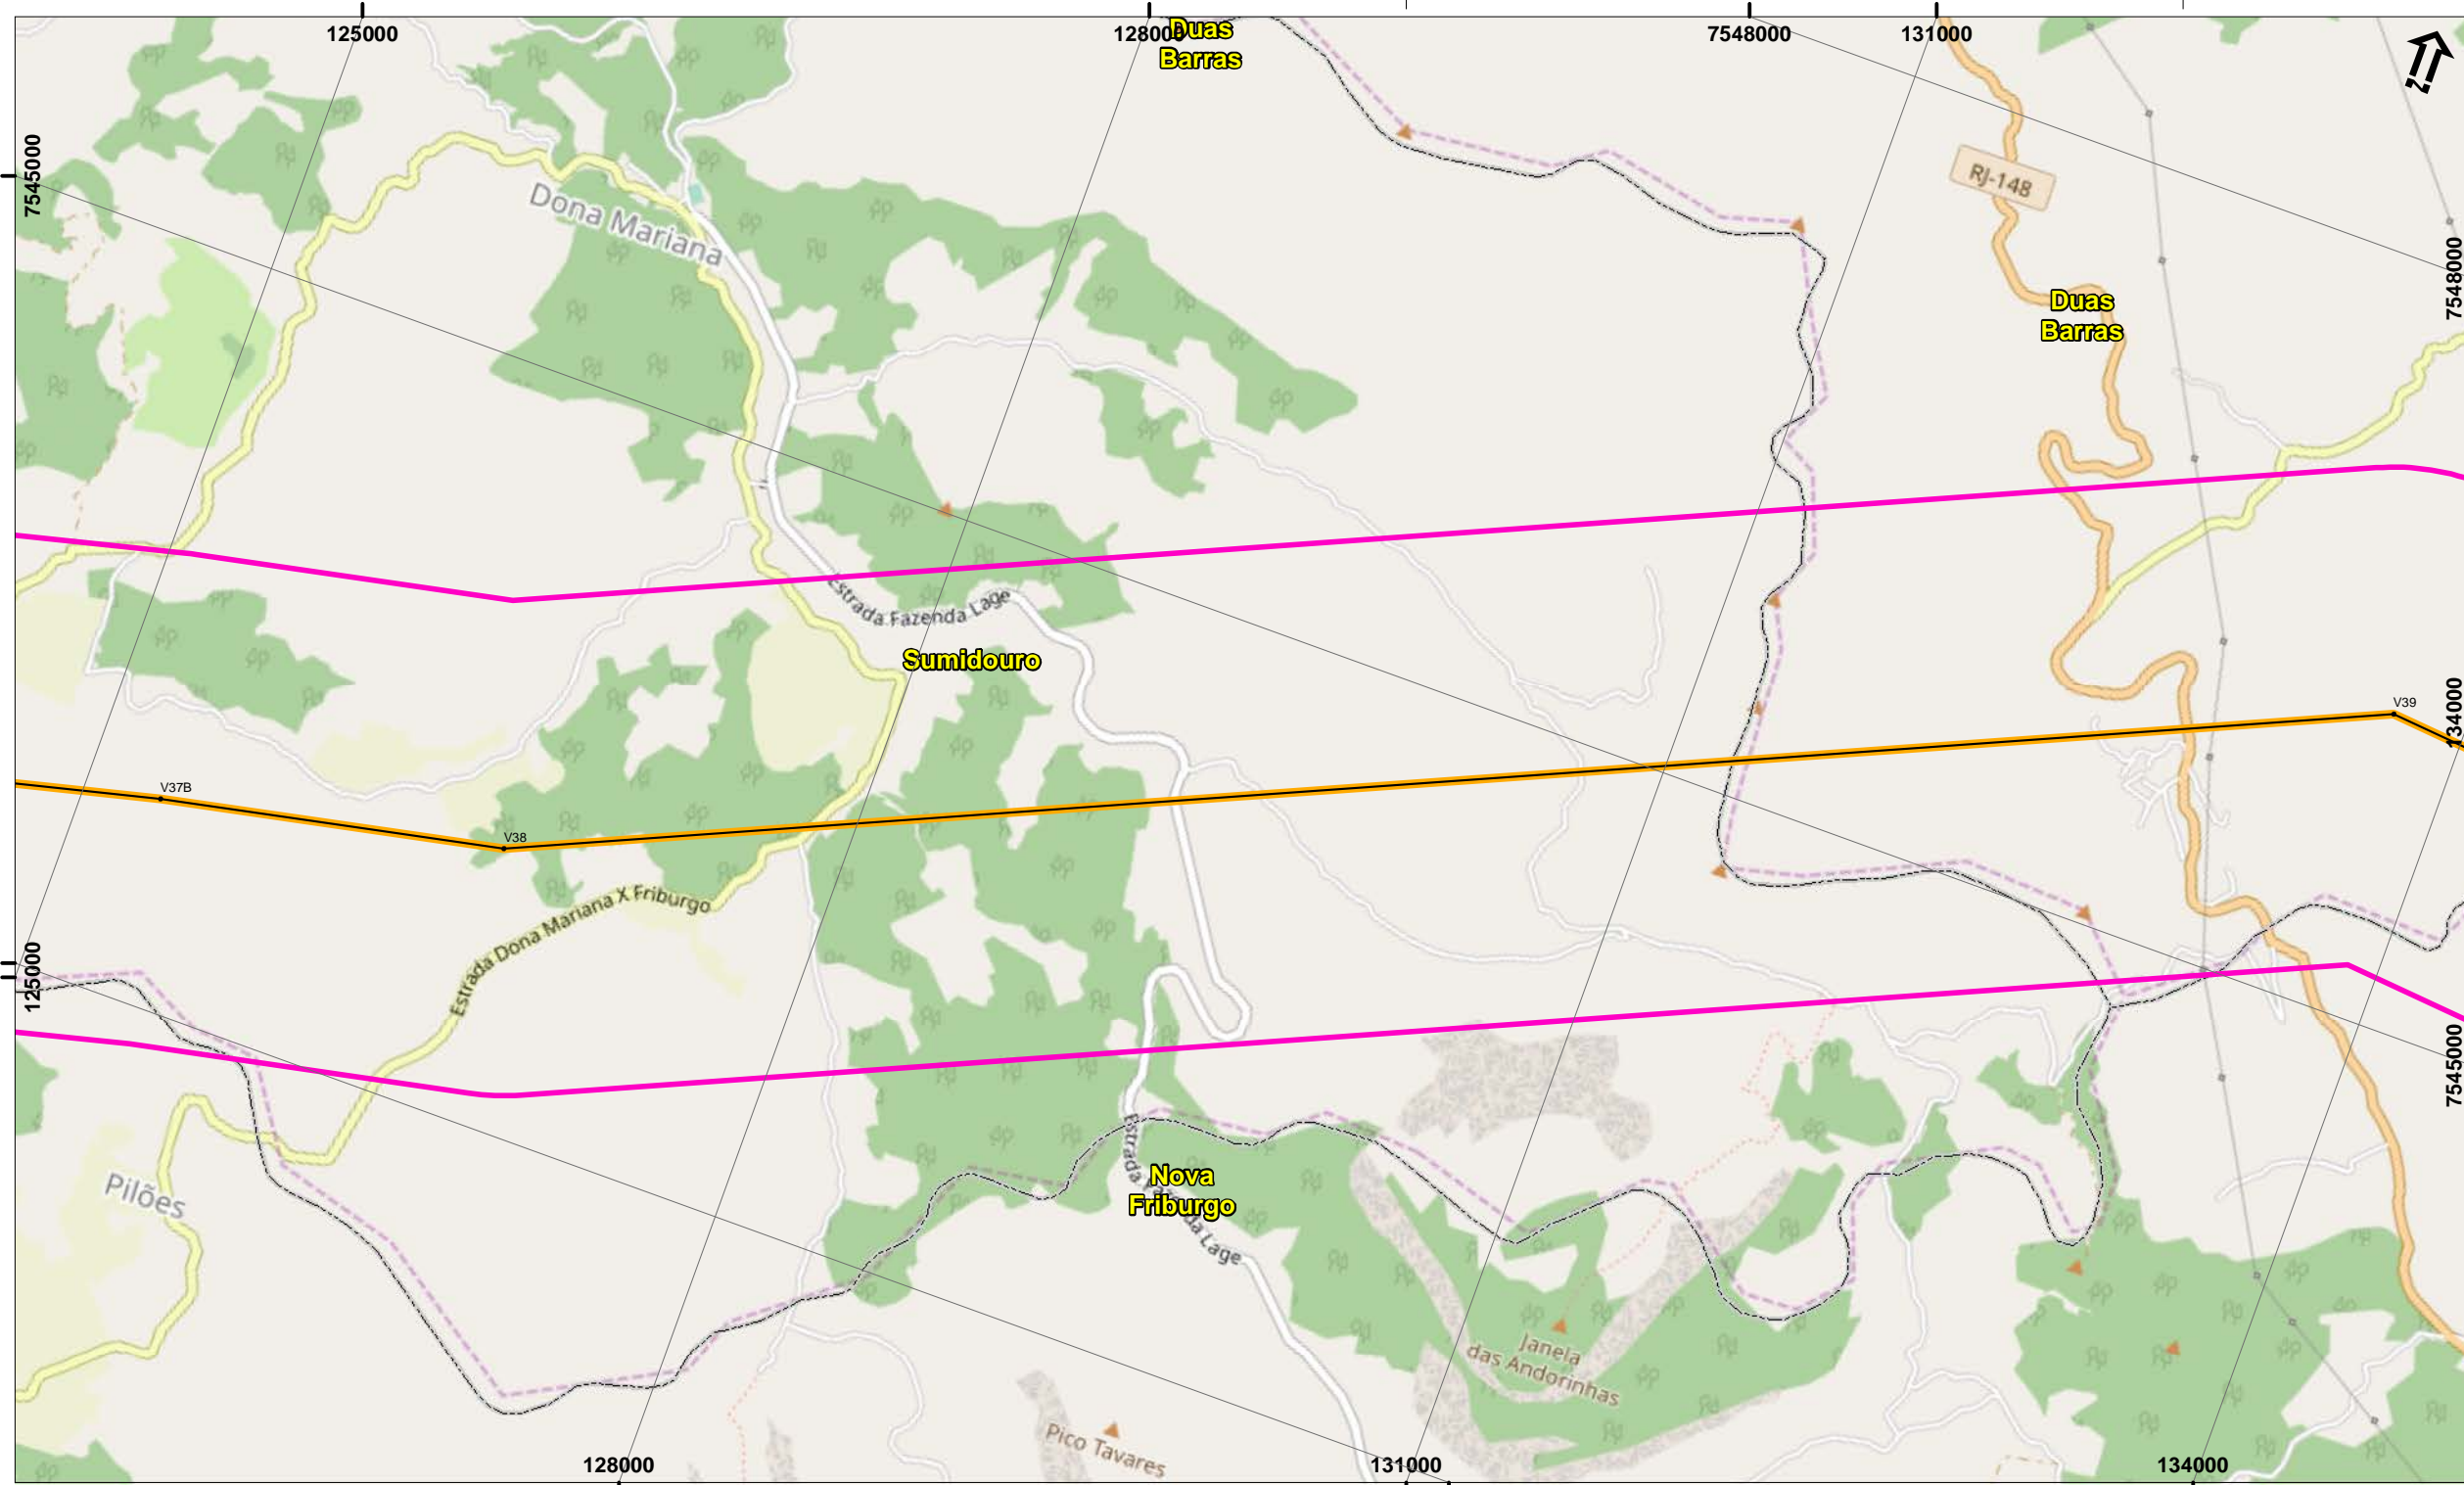 125000
128000
Duas
Barras
7548000
131000
N
7545000
RJ-148
Dona Mariana
7548000
Duas
Barras
Estrada Fazenda Lage
Sumidouro
134000
V39
V37B
V38
Estrada Dona Mariana X Friburgo
125000
7545000
Pilões
Nova
Friburgo
Estrada Fazenda Lage
Janela
das Andorinhas
Pico Tavares
128000
131000
134000